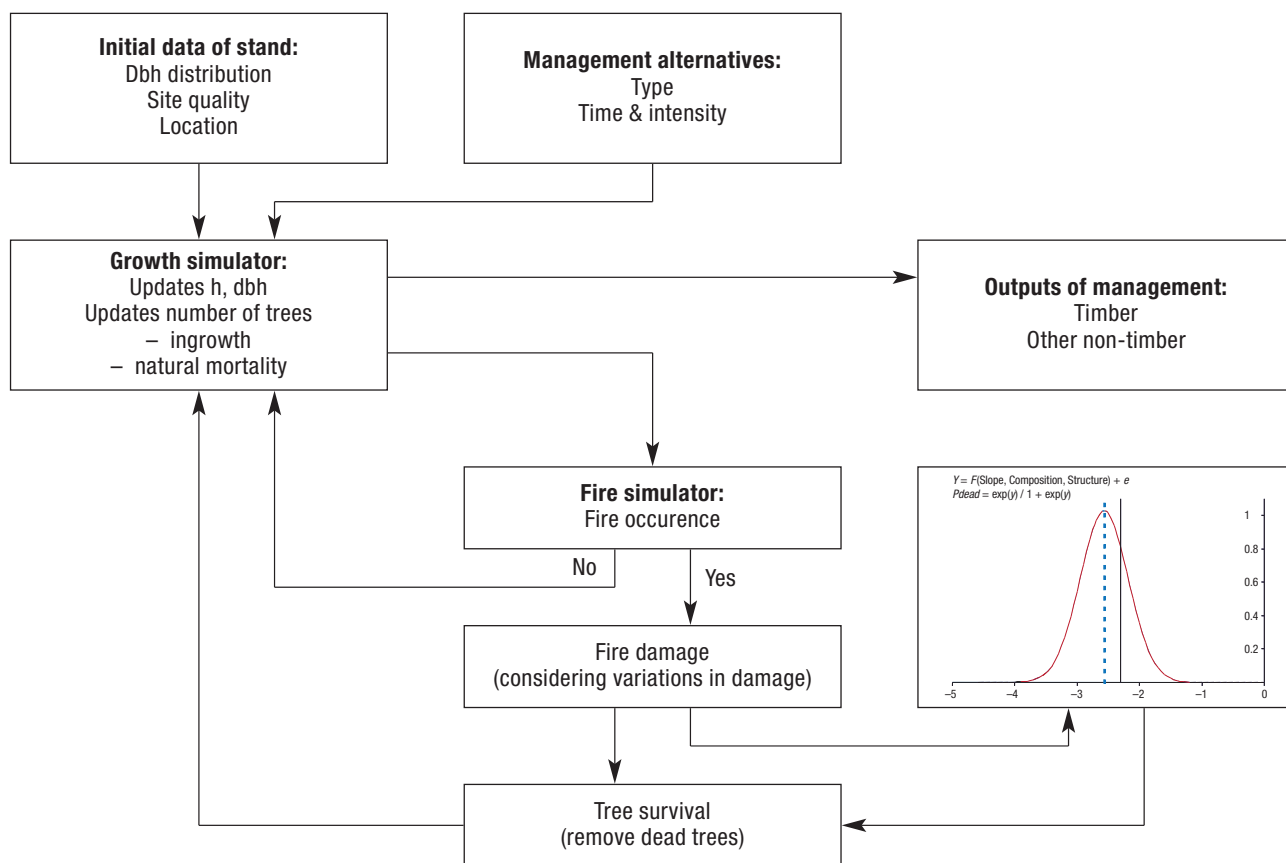 Initial data of stand:
Dbh distribution
Site quality
Location
Management alternatives:
Type
Time & intensity
Growth simulator:
Updates h, dbh
Updates number of trees
– ingrowth
– natural mortality
Outputs of management:
Timber
Other non-timber
Fire simulator:
Fire occurence
No
Yes
Y = F(Slope, Composition, Structure) + e
Pdead = exp(y) / 1 + exp(y)
1
0.8
0.6
0.4
0.2
–5 –4 –3 –2 –1 0
Fire damage
(considering variations in damage)
Tree survival
(remove dead trees)